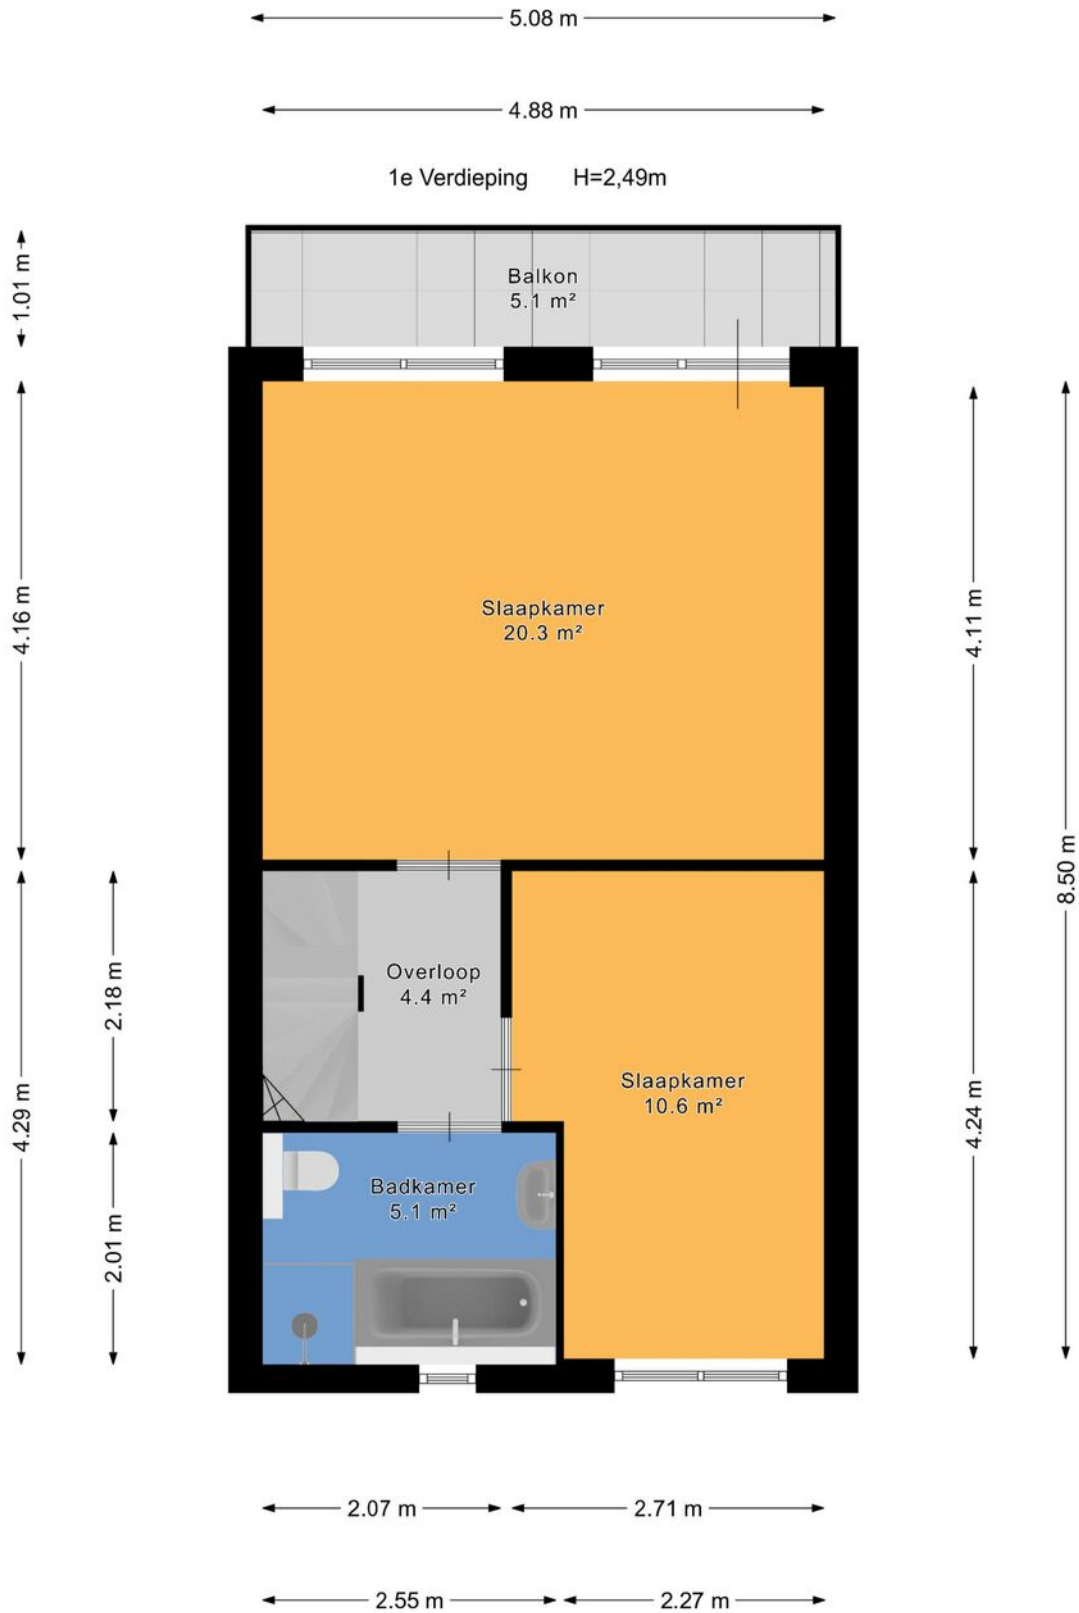 5.08 m
4.88 m
1e Verdieping H=2,49m
1.01 m
Balkon
5.1 m²
4.16 m
Slaapkamer
20.3 m²
4.11 m
8.50 m
2.18 m
4.29 m
Overloop
4.4 m²
Slaapkamer
10.6 m²
4.24 m
2.01 m
Badkamer
5.1 m²
2.07 m
2.71 m
2.55 m
2.27 m